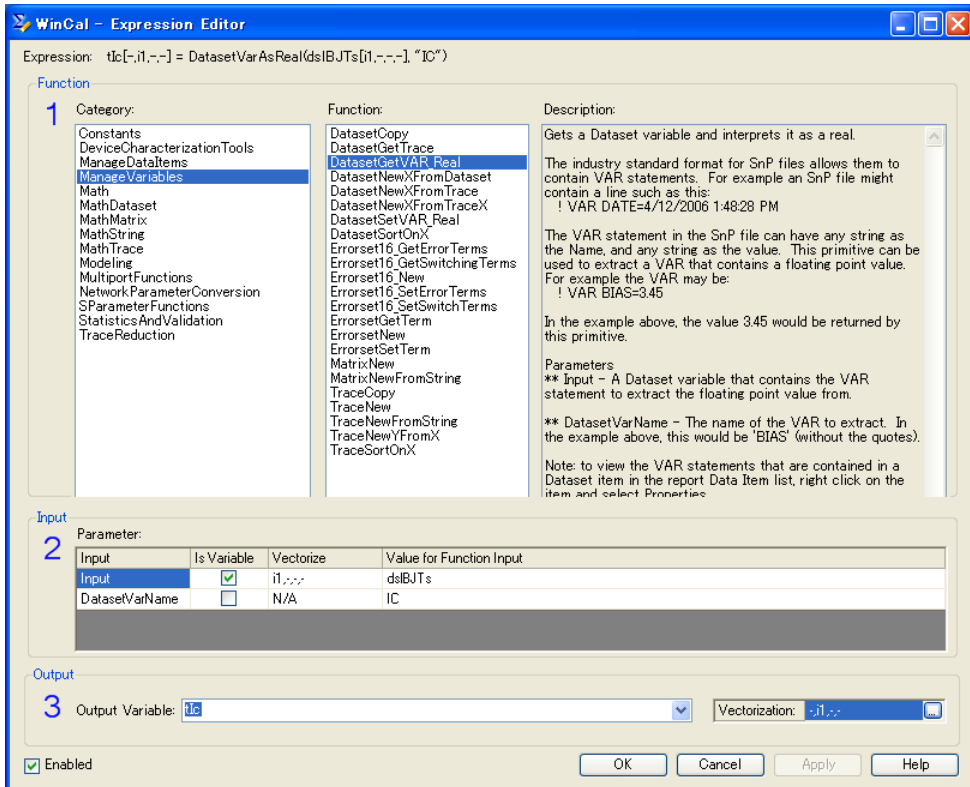 WinCal - Expression Editor
Expression: tIc[-,i1,-,-] = DatasetVarAsReal(dsIBJTs[i1,-,-,-], "IC")
Function
1
Category:
Constants
DeviceCharacterizationTools
ManageDataItems
ManageVariables
Math
MathDataset
MathMatrix
MathString
MathTrace
Modeling
MultiportFunctions
NetworkParameterConversion
SParameterFunctions
StatisticsAndValidation
TraceReduction
Function:
DatasetCopy
DatasetGetTrace
DatasetGetVAR_Real
DatasetNewXFromDataset
DatasetNewXFromTrace
DatasetNewXFromTraceX
DatasetSetVAR_Real
DatasetSortOnX
Errorset16_GetErrorTerms
Errorset16_GetSwitchingTerms
Errorset16_New
Errorset16_SetErrorTerms
Errorset16_SetSwitchTerms
ErrorsetGetTerm
ErrorsetNew
ErrorsetSetTerm
MatrixNew
MatrixNewFromString
TraceCopy
TraceNew
TraceNewFromString
TraceNewYFromX
TraceSortOnX
Description:
Gets a Dataset variable and interprets it as a real.
The industry standard format for SnP files allows them to
contain VAR statements. For example an SnP file might
contain a line such as this:
! VAR DATE=4/12/2006 1:48:28 PM
The VAR statement in the SnP file can have any string as
the Name, and any string as the value. This primitive can be
used to extract a VAR that contains a floating point value.
For example the VAR may be:
! VAR BIAS=3.45
In the example above, the value 3.45 would be returned by
this primitive.
Parameters
** Input - A Dataset variable that contains the VAR
statement to extract the floating point value from.
** DatasetVarName - The name of the VAR to extract. In
the example above, this would be 'BIAS' (without the quotes).
Note: to view the VAR statements that are contained in a
Dataset item in the report Data Item list, right click on the
item and select Properties
Input
2
Parameter:
Input Is Variable Vectorize Value for Function Input
Input i1,-,-,- dsIBJTs
DatasetVarName N/A IC
Output
3
Output Variable: tIc
Vectorization: -,i1,-,-
...
Enabled
OK Cancel Apply Help